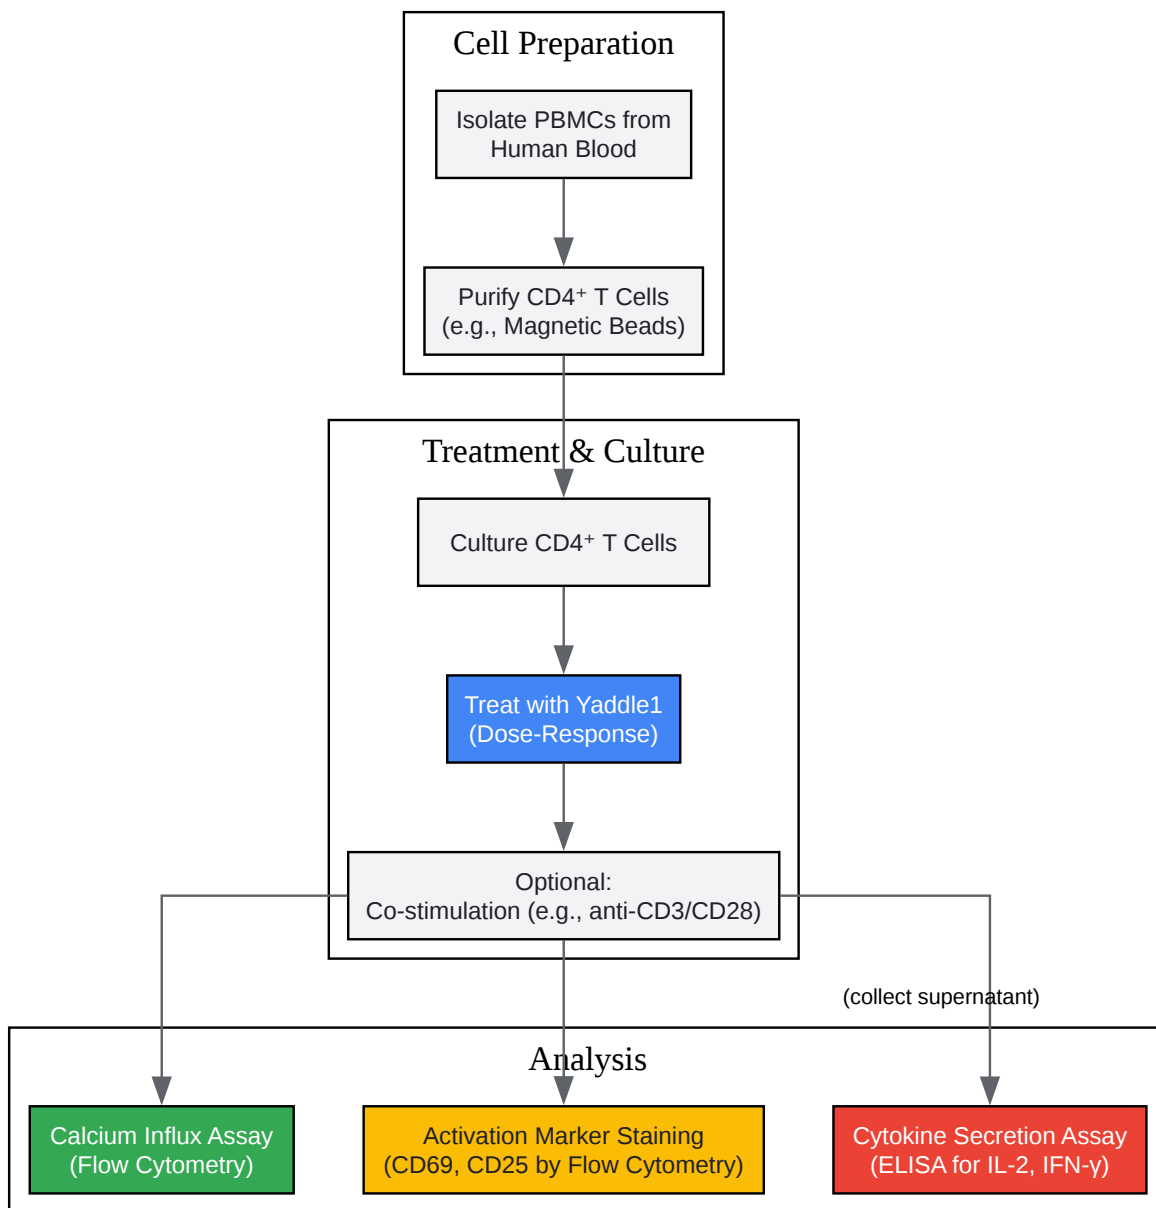 Cell Preparation
Isolate PBMCs from
Human Blood
Purify CD4⁺ T Cells
(e.g., Magnetic Beads)
Treatment & Culture
Culture CD4⁺ T Cells
Treat with Yaddle1
(Dose-Response)
Optional:
Co-stimulation (e.g., anti-CD3/CD28)
(collect supernatant)
Analysis
Calcium Influx Assay
(Flow Cytometry)
Activation Marker Staining
(CD69, CD25 by Flow Cytometry)
Cytokine Secretion Assay
(ELISA for IL-2, IFN-γ)